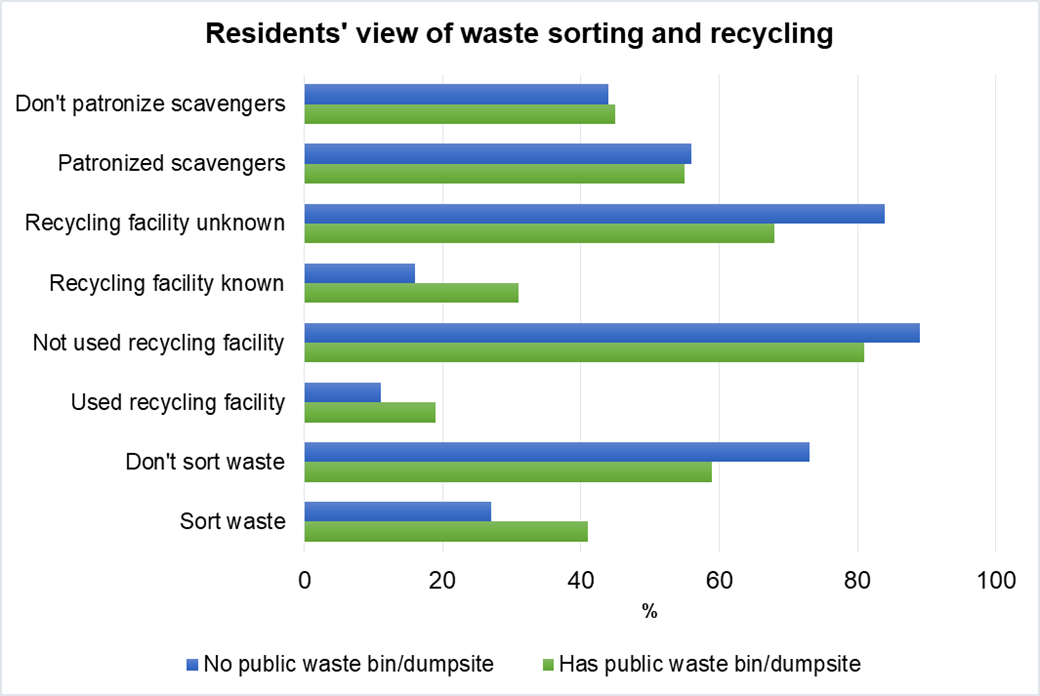 Residents' view of waste sorting and recycling
Don't patronize scavengers
Patronized scavengers
Recycling facility unknown
Recycling facility known
Not used recycling facility
Used recycling facility
Don't sort waste
Sort waste
0 20 40 60 80 100
%
No public waste bin/dumpsite Has public waste bin/dumpsite